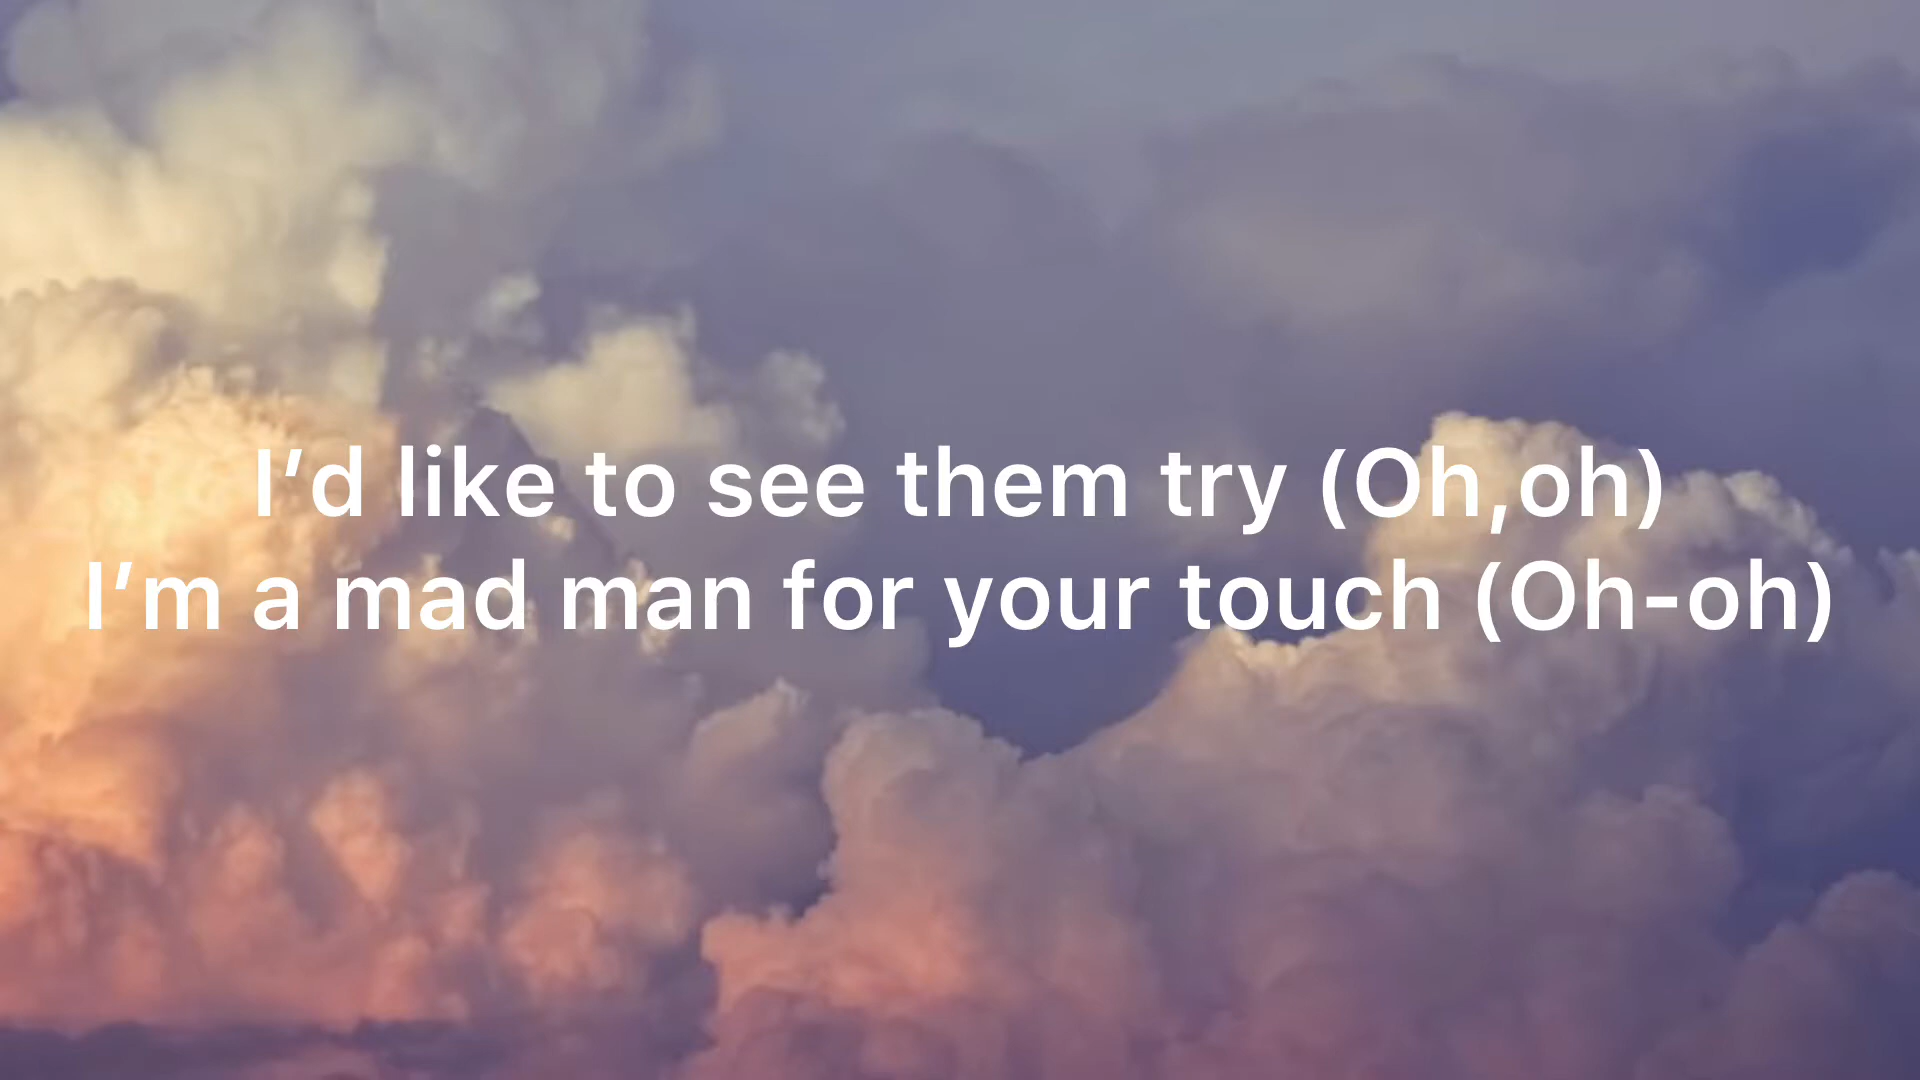 I’d like to see them try (Oh,oh)
I’m a mad man for your touch (Oh-oh)